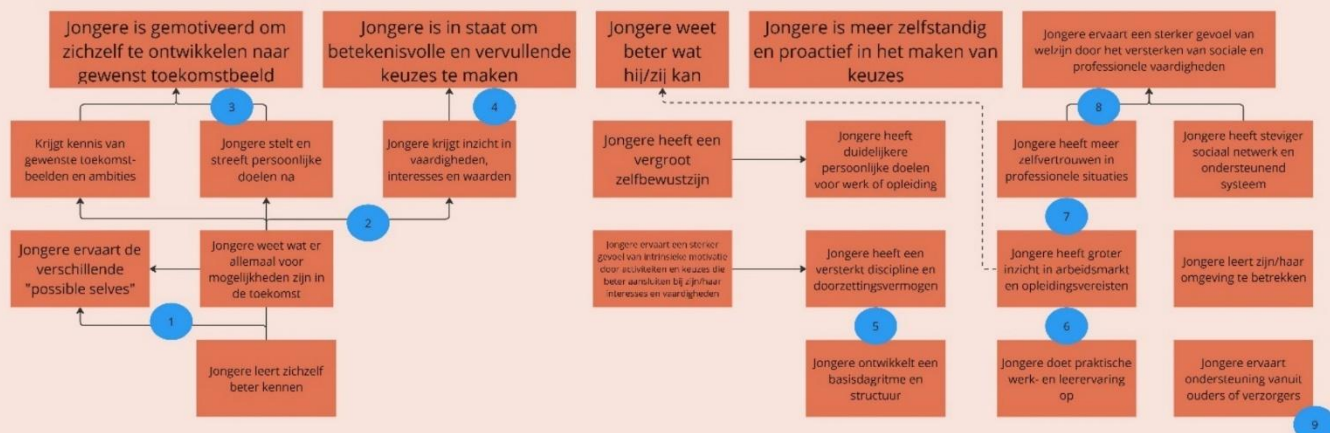 Jongere is gemotiveerd om
zichzelf te ontwikkelen naar
gewenst toekomstbeeld
Jongere is in staat om
betekenisvolle en vervullende
keuzes te maken
Jongere weet
beter wat
hij/zij kan
Jongere is meer zelfstandig
en proactief in het maken van
keuzes
Jongere ervaart een sterker gevoel van
welzijn door het versterken van sociale en
professionele vaardigheden
3
4
8
Krijgt kennis van
gewenste toekomst-
beelden en ambities
Jongere stelt en
streeft persoonlijke
doelen na
Jongere krijgt inzicht in
vaardigheden,
interesses en waarden
Jongere heeft een
vergroot
zelfbewustzijn
Jongere heeft
duidelijkere
persoonlijke doelen
voor werk of opleiding
Jongere heeft meer
zelfvertrouwen in
professionele situaties
Jongere heeft steviger
sociaal netwerk en
ondersteunend
systeem
2
7
Jongere ervaart de
verschillende
"possible selves"
Jongere weet wat er
allemaal voor
mogelijkheden zijn in
de toekomst
Jongere ervaart een sterker
gevoel van intrinsieke motivatie
door activiteiten en keuzes die
beter aansluiten bij zijn/haar
interesses en vaardigheden
Jongere heeft een
versterkt discipline en
doorzettingsvermogen
Jongere heeft groter
inzicht in arbeidsmarkt
en opleidingsvereisten
Jongere leert zijn/haar
omgeving te betrekken
1
5
6
Jongere leert zichzelf
beter kennen
Jongere ontwikkelt een
basisdagritme en
structuur
Jongere doet praktische
werk- en leerervaring
op
Jongere ervaart
ondersteuning vanuit
ouders of verzorgers
9